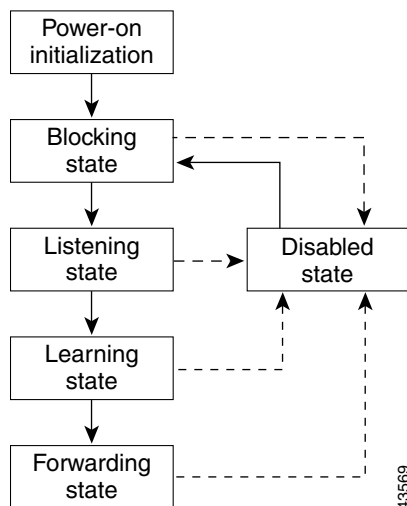 Power-on
initialization
Blocking
state
Listening
state
Disabled
state
Learning
state
Forwarding
state
43569